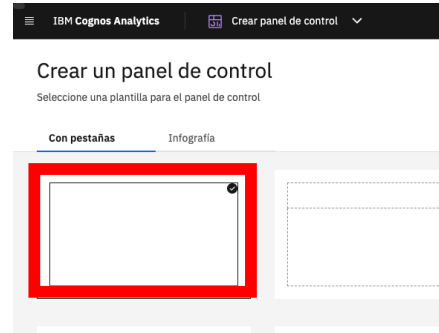 IBM Cognos Analytics
Crear panel de control
Crear un panel de control
Seleccione una plantilla para el panel de control
Con pestañas
Infografía